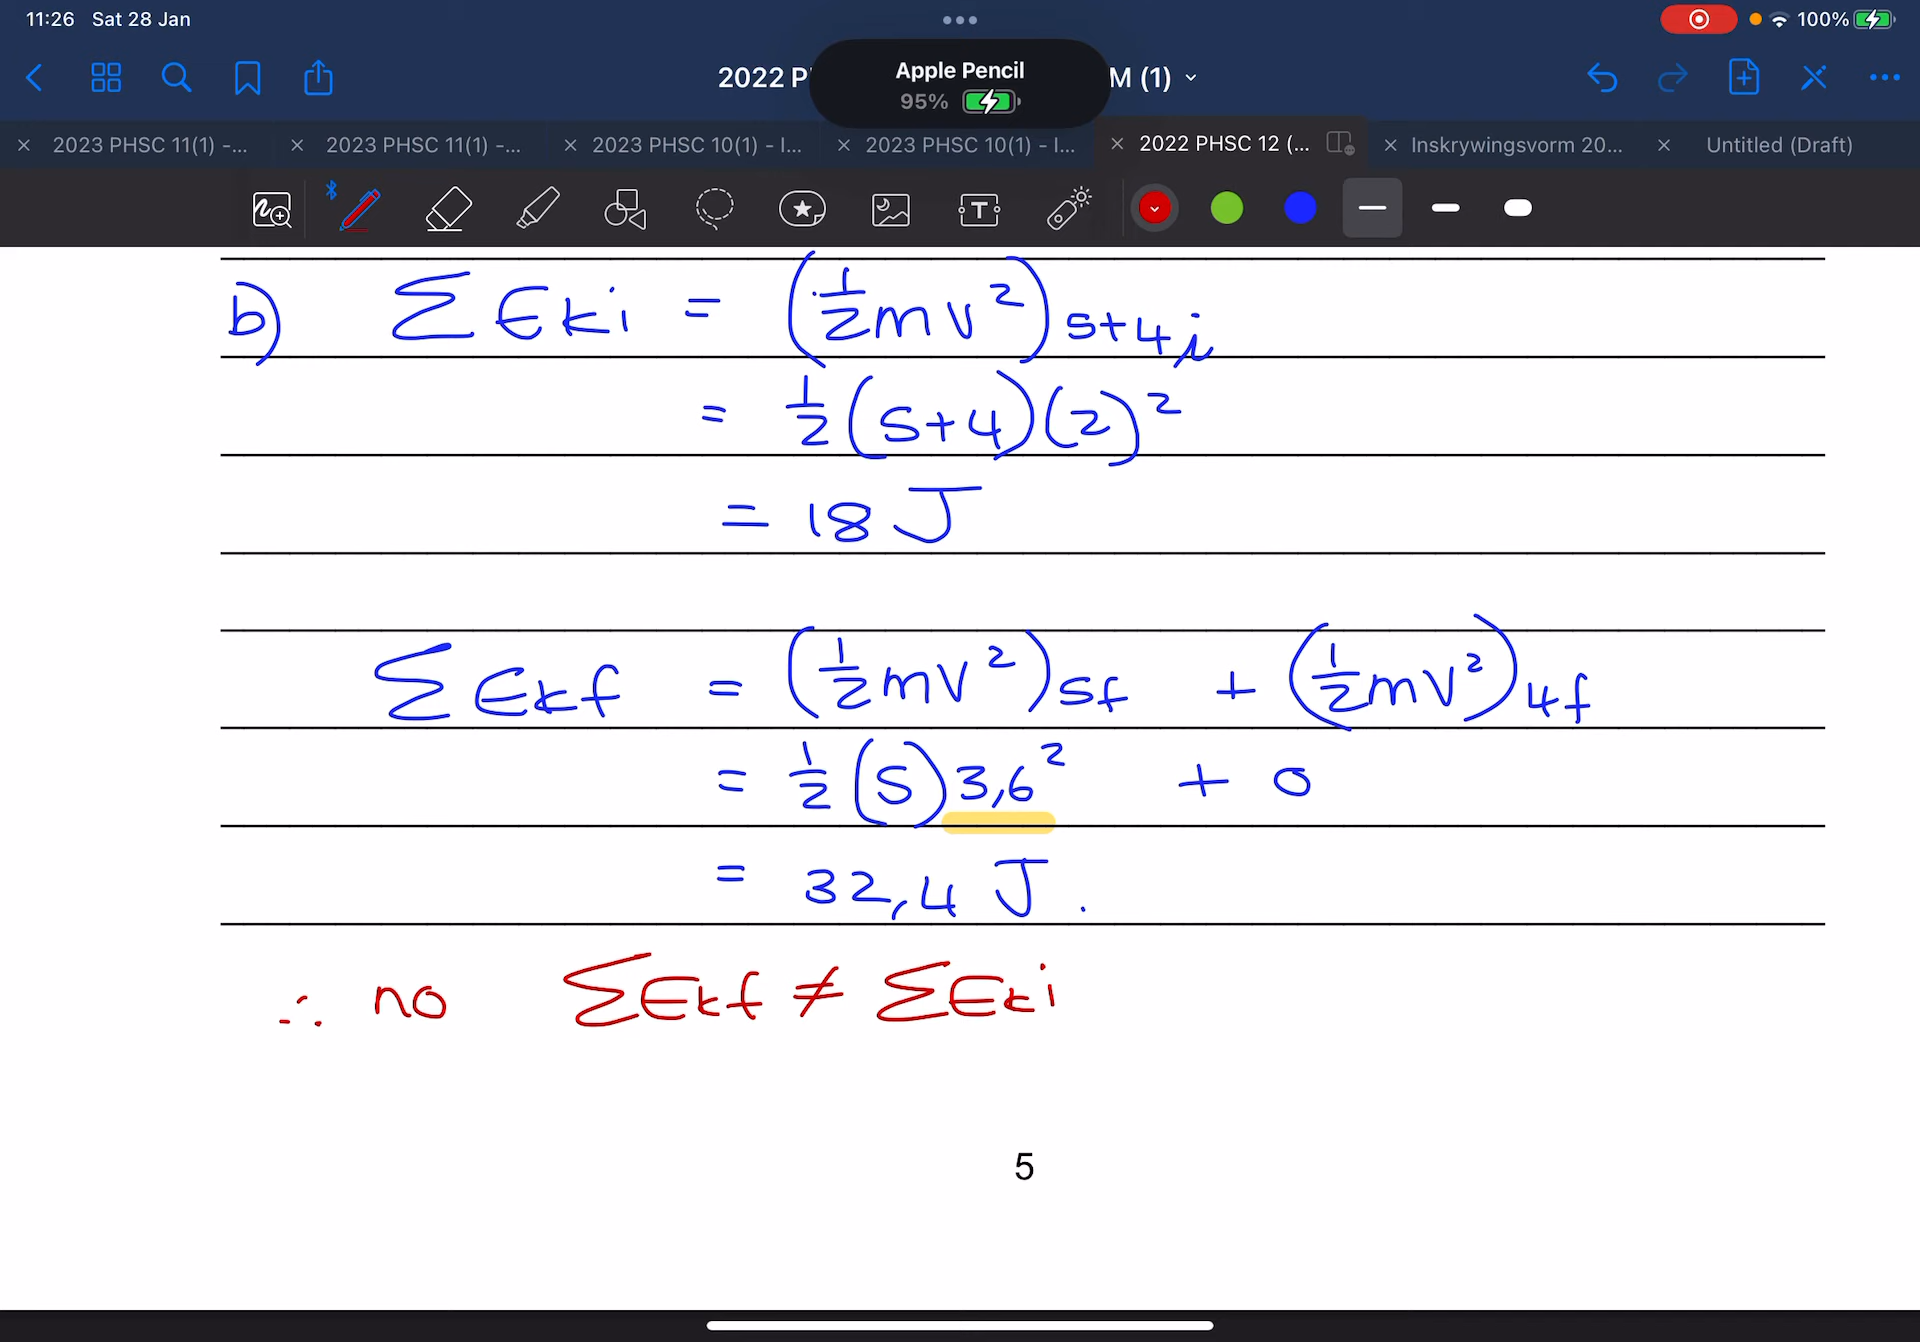 11:26 Sat 28 Jan
100%
2022 P
Apple Pencil
95%
M (1)
2023 PHSC 11(1) -...
2023 PHSC 11(1) -...
2023 PHSC 10(1) - I...
2023 PHSC 10(1) - I...
2022 PHSC 12 (...
Inskrywingsvorm 20...
Untitled (Draft)
b) Σ Eki = (½mv²)5+4i
= ½(5+4)(2)²
= 18 J
Σ Ekf = (½mv²)5f + (½mv²)4f
= ½(5)3,6² + 0
= 32,4 J.
∴ no ΣEkf ≠ ΣEki
5